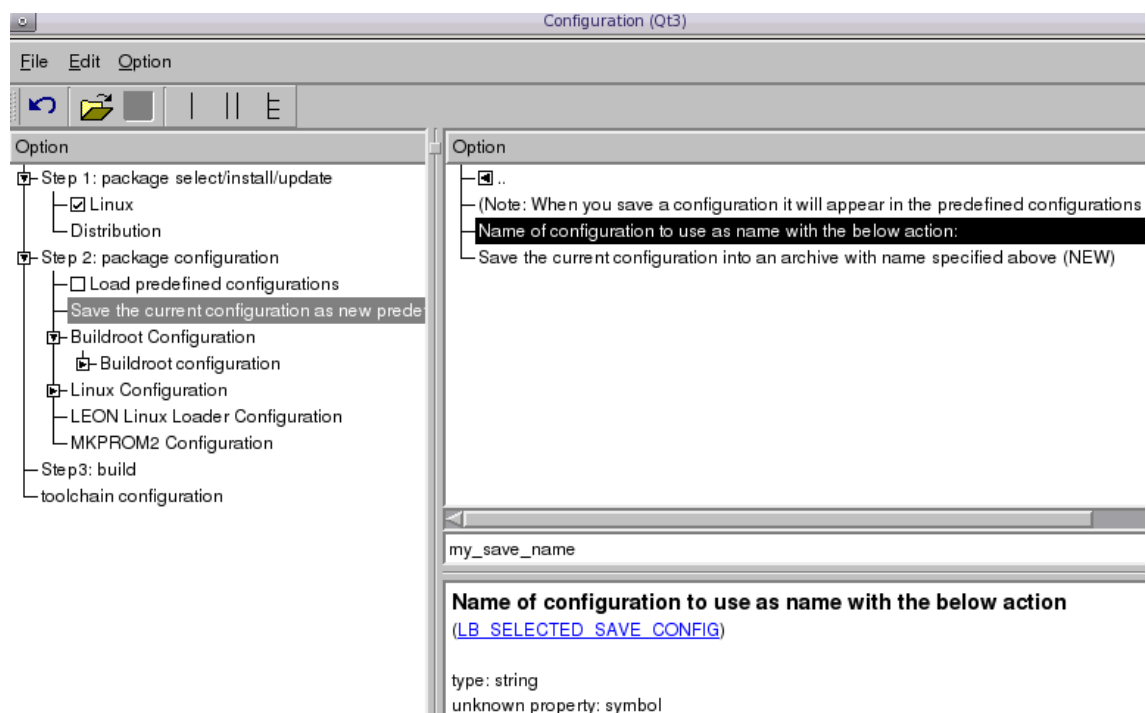 Configuration (Qt3)
File Edit Option
Option
Step 1: package select/install/update
Linux
Distribution
Step 2: package configuration
Load predefined configurations
Save the current configuration as new prede
Buildroot Configuration
Buildroot configuration
Linux Configuration
LEON Linux Loader Configuration
MKPROM2 Configuration
Step3: build
toolchain configuration
Option
..
(Note: When you save a configuration it will appear in the predefined configurations
Name of configuration to use as name with the below action:
Save the current configuration into an archive with name specified above (NEW)
my_save_name
Name of configuration to use as name with the below action
(LB_SELECTED_SAVE_CONFIG)
type: string
unknown property: symbol